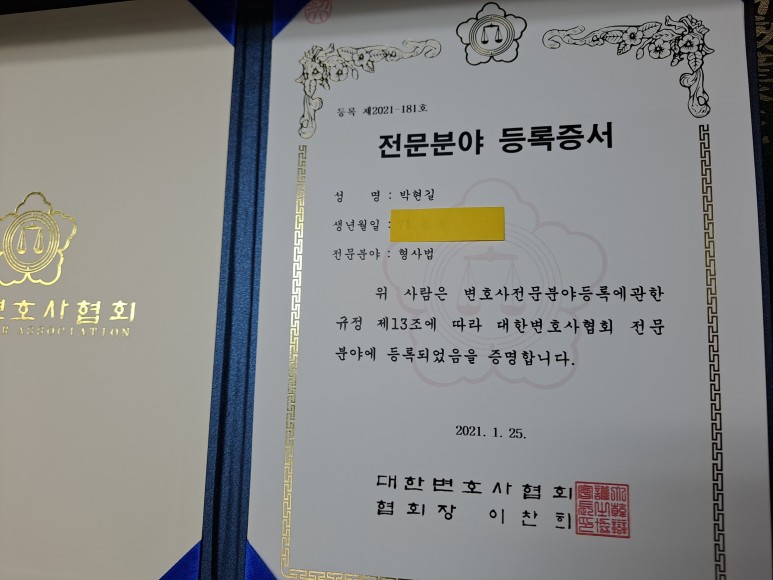 변호사협회
ASSOCIATION
등록 제2021-181호
전문분야 등록증서
성 명 : 박현길
생년월일 :
전문분야 : 형사법
위 사람은 변호사전문분야등록에관한
규정 제13조에 따라 대한변호사협회 전문
분야에 등록되었음을 증명합니다.
2021. 1. 25.
대한변호사협회
협회장 이찬희